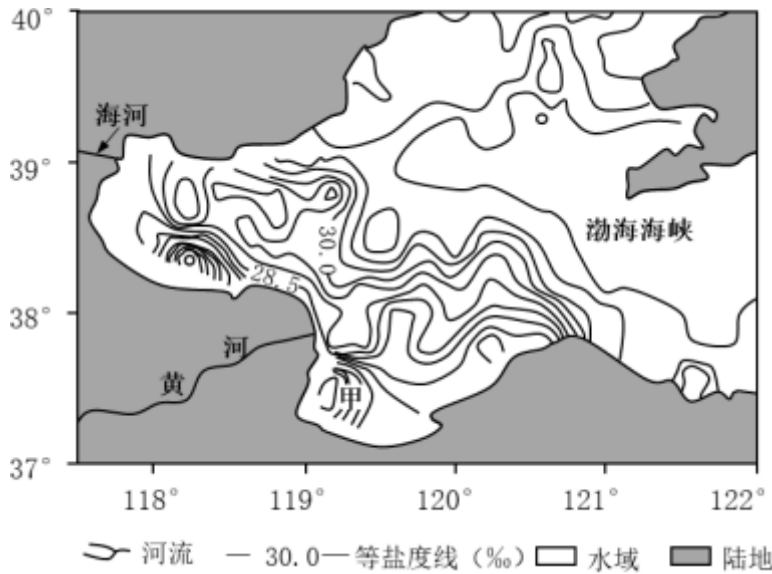 40°
海河
39°
渤海海峡
30.0
28.5
38°
河
黄
甲
37°
118° 119° 120° 121° 122°
河流 — 30.0— 等盐度线(‰) 水域 陆地